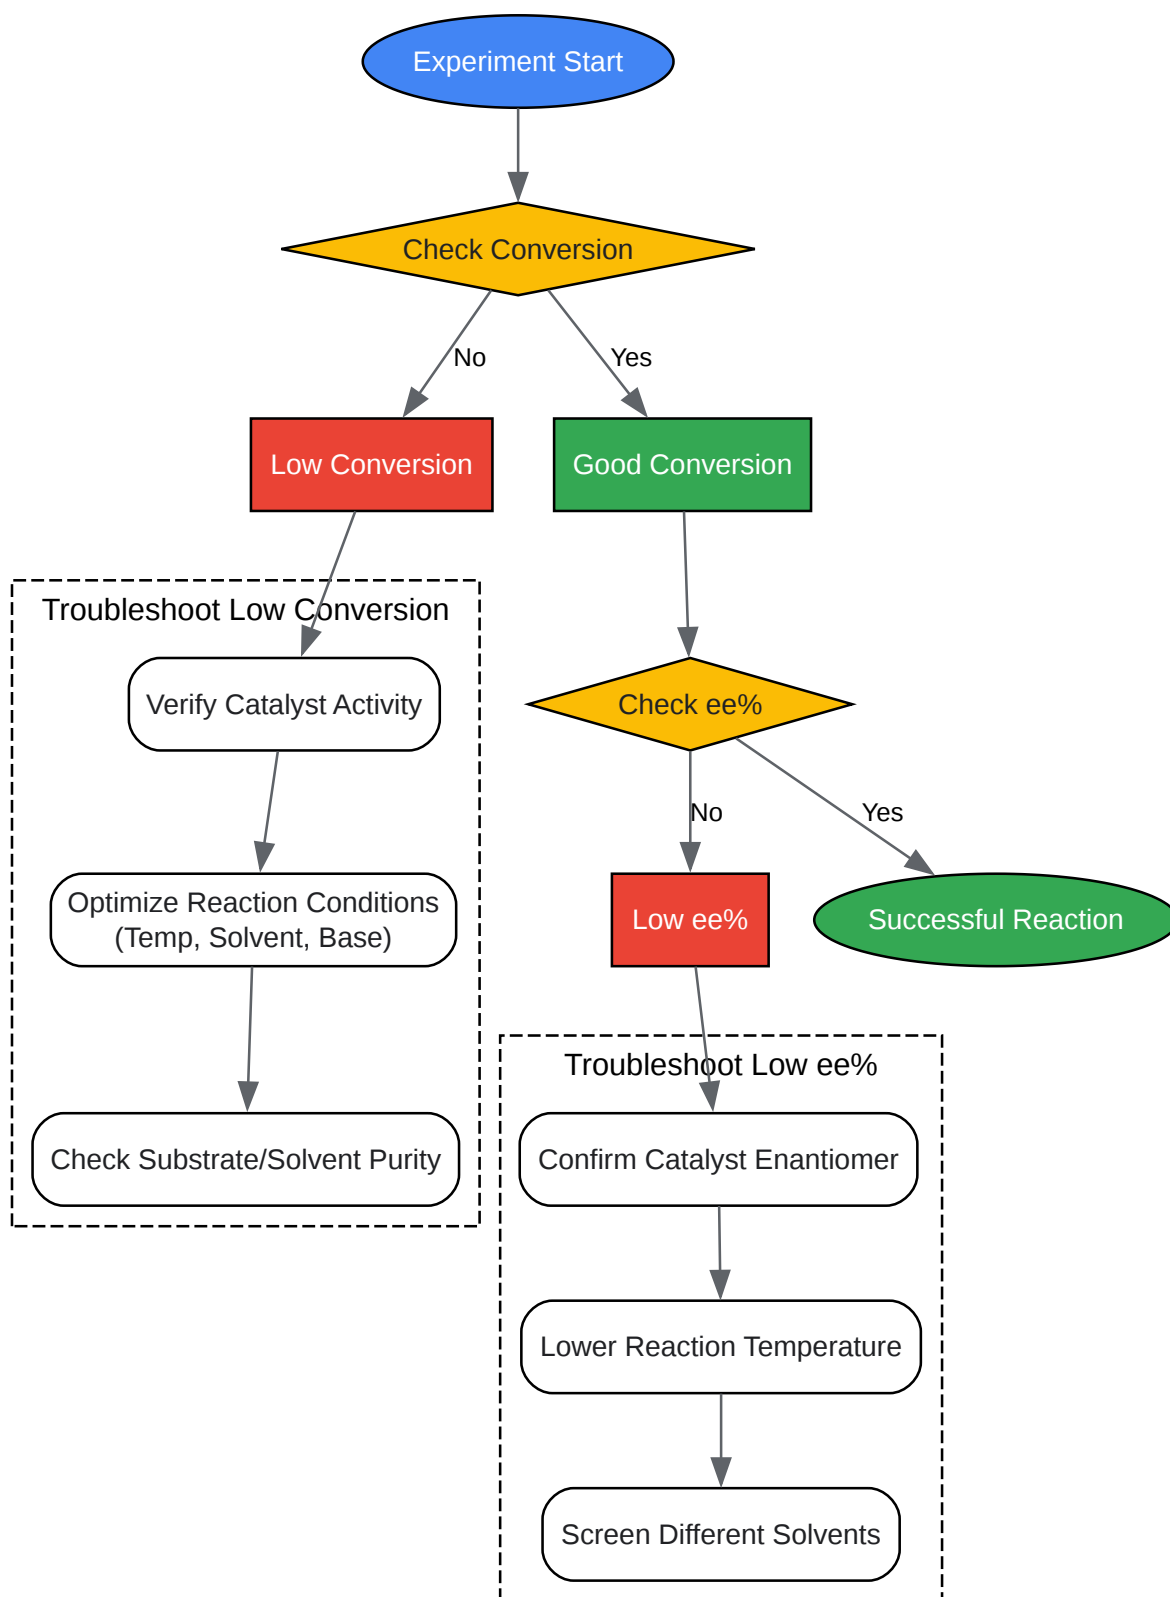 Experiment Start
Check Conversion
No
Yes
Low Conversion
Good Conversion
Troubleshoot Low Conversion
Verify Catalyst Activity
Check ee%
No
Yes
Optimize Reaction Conditions
(Temp, Solvent, Base)
Low ee%
Successful Reaction
Troubleshoot Low ee%
Check Substrate/Solvent Purity
Confirm Catalyst Enantiomer
Lower Reaction Temperature
Screen Different Solvents